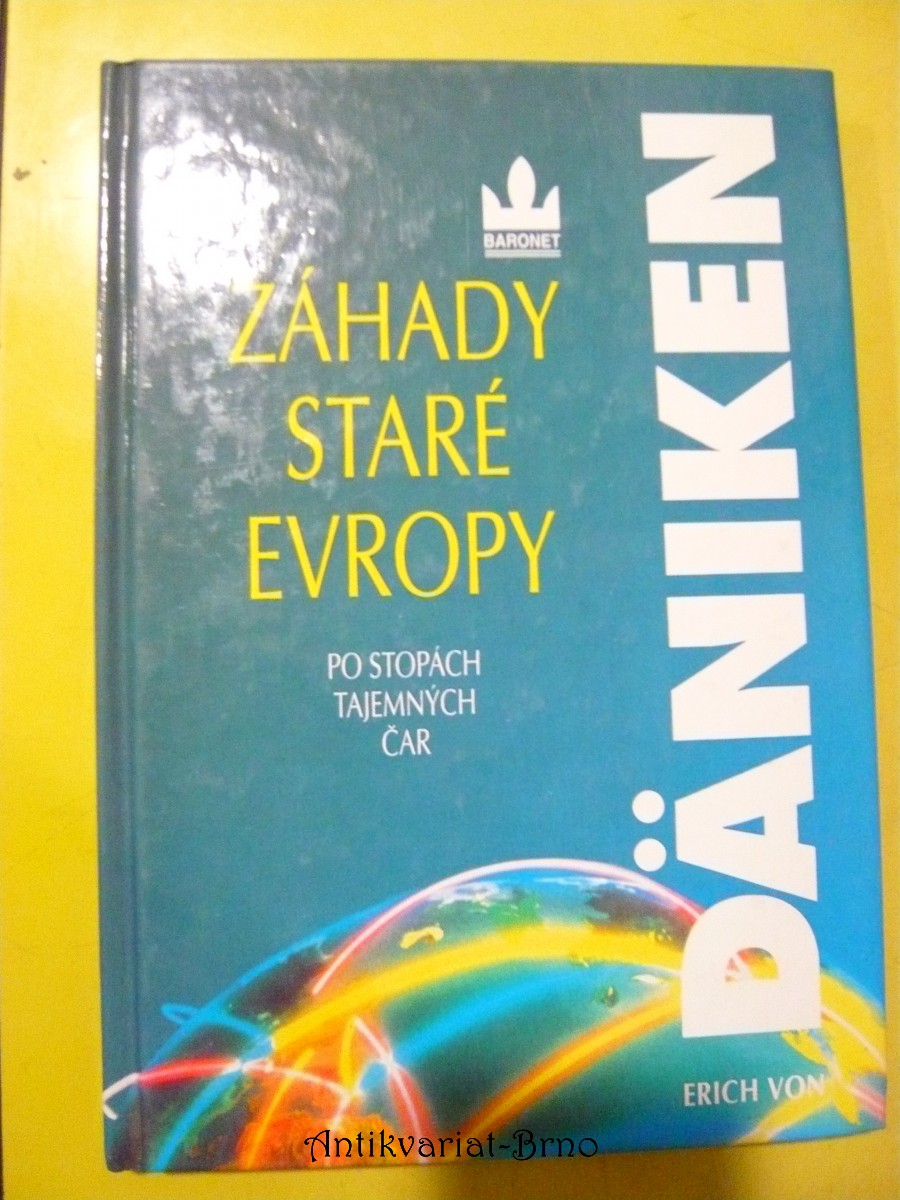 BARONET
ZÁHADY
STARÉ
EVROPY
PO STOPÁCH
TAJEMNÝCH
ČAR
ERICH VON
DÄNIKEN
Antikvariat-Brno